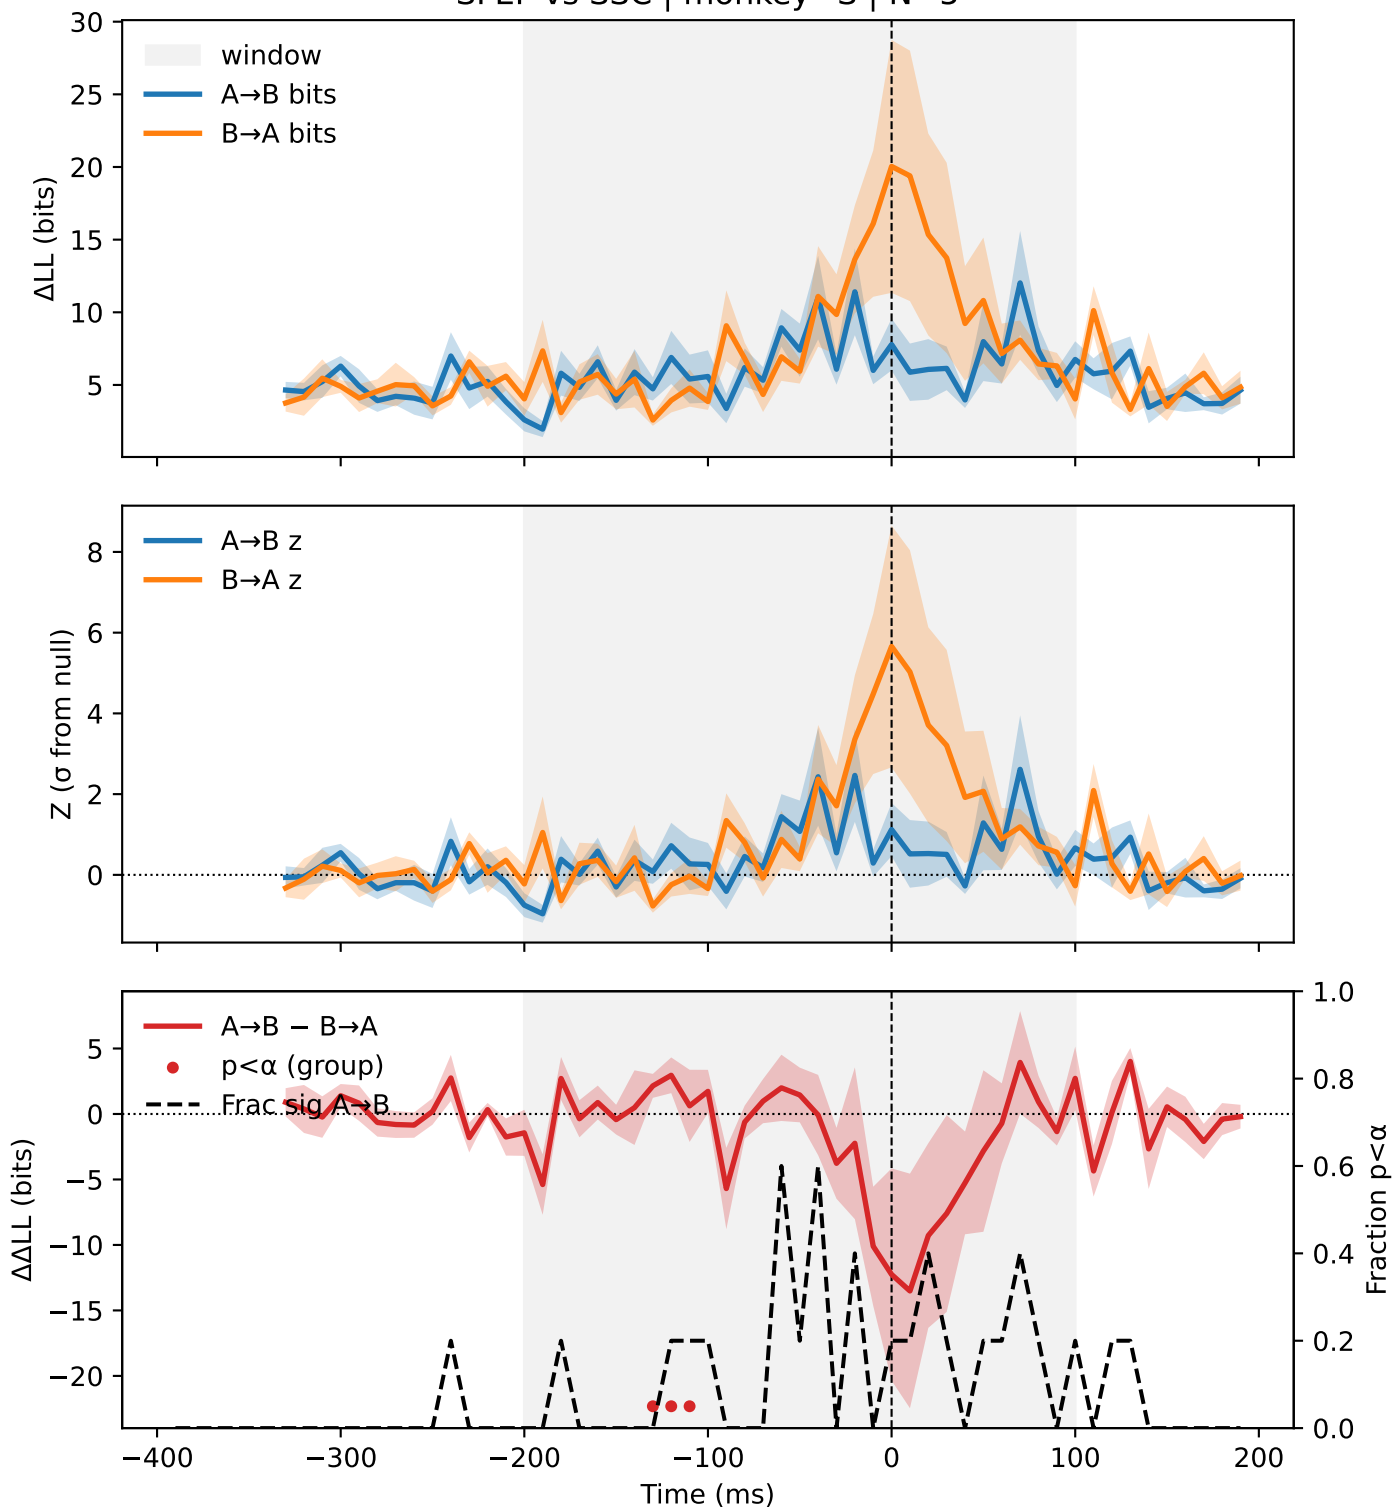 30
25
20
15
10
5
ΔLL (bits)
window
A→B bits
B→A bits
8
6
4
2
0
Z (σ from null)
A→B z
B→A z
5
0
−5
−10
−15
−20
ΔΔLL (bits)
A→B − B→A
p<α (group)
Frac sig A→B
1.0
0.8
0.6
0.4
0.2
0.0
Fraction p<α
−400 −300 −200 −100 0 100 200
Time (ms)